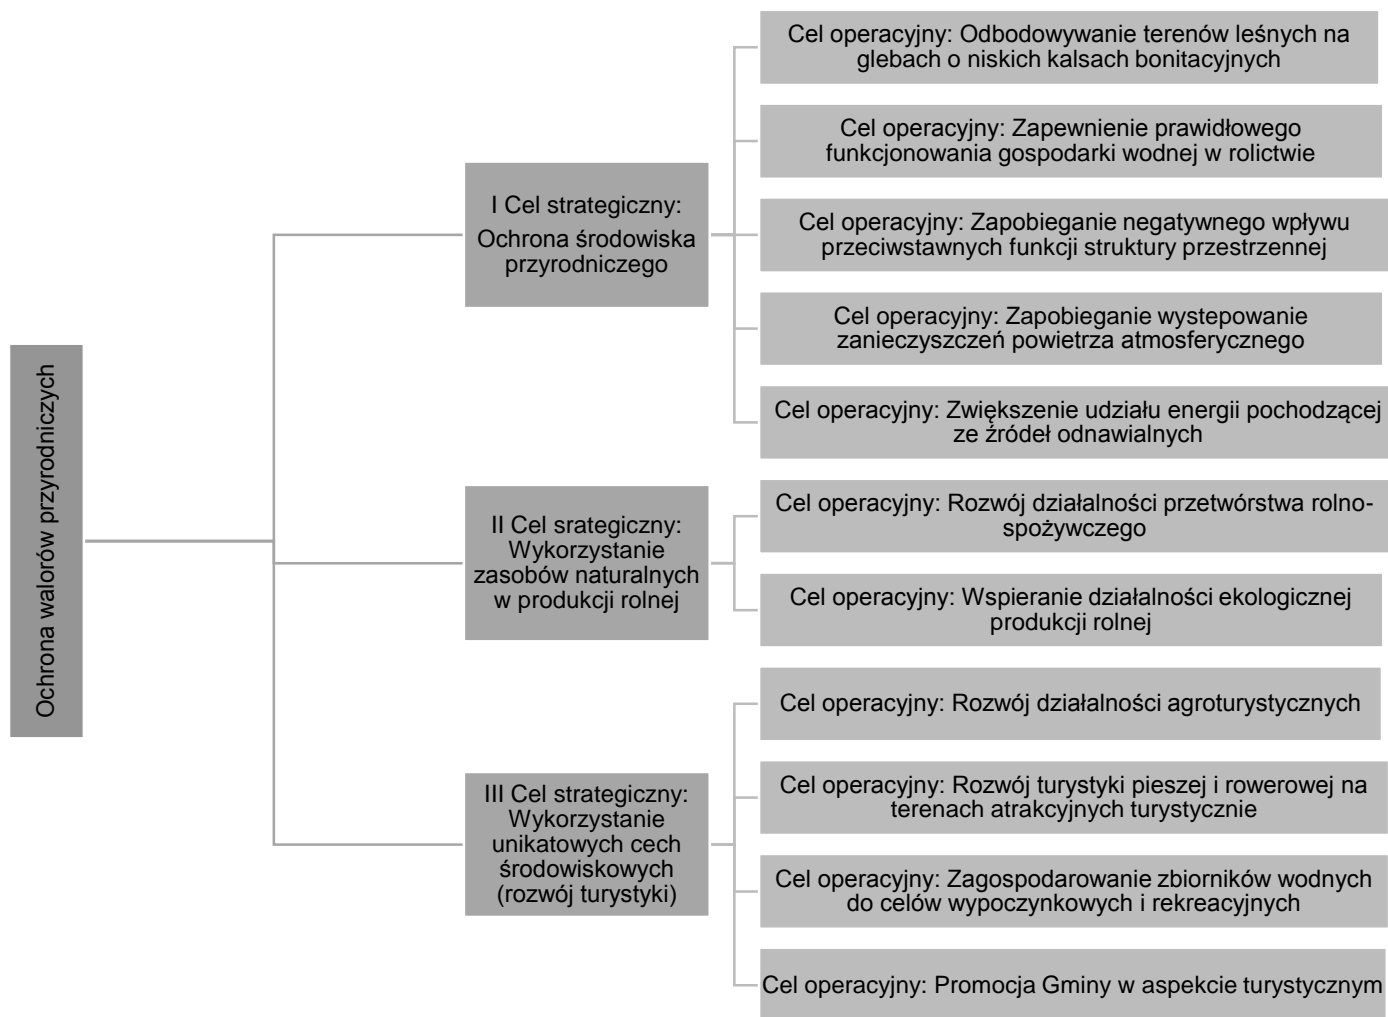 Ochrona walorów przyrodniczych
I Cel strategiczny:
Ochrona środowiska
przyrodniczego
Cel operacyjny: Odbodowywanie terenów leśnych na
glebach o niskich kalsach bonitacyjnych
Cel operacyjny: Zapewnienie prawidłowego
funkcjonowania gospodarki wodnej w rolictwie
Cel operacyjny: Zapobieganie negatywnego wpływu
przeciwstawnych funkcji struktury przestrzennej
Cel operacyjny: Zapobieganie wystepowanie
zanieczyszczeń powietrza atmosferycznego
Cel operacyjny: Zwiększenie udziału energii pochodzącej
ze źródeł odnawialnych
II Cel srategiczny:
Wykorzystanie
zasobów naturalnych
w produkcji rolnej
Cel operacyjny: Rozwój działalności przetwórstwa rolno-
spożywczego
Cel operacyjny: Wspieranie działalności ekologicznej
produkcji rolnej
III Cel strategiczny:
Wykorzystanie
unikatowych cech
środowiskowych
(rozwój turystyki)
Cel operacyjny: Rozwój działalności agroturystycznych
Cel operacyjny: Rozwój turystyki pieszej i rowerowej na
terenach atrakcyjnych turystycznie
Cel operacyjny: Zagospodarowanie zbiorników wodnych
do celów wypoczynkowych i rekreacyjnych
Cel operacyjny: Promocja Gminy w aspekcie turystycznym